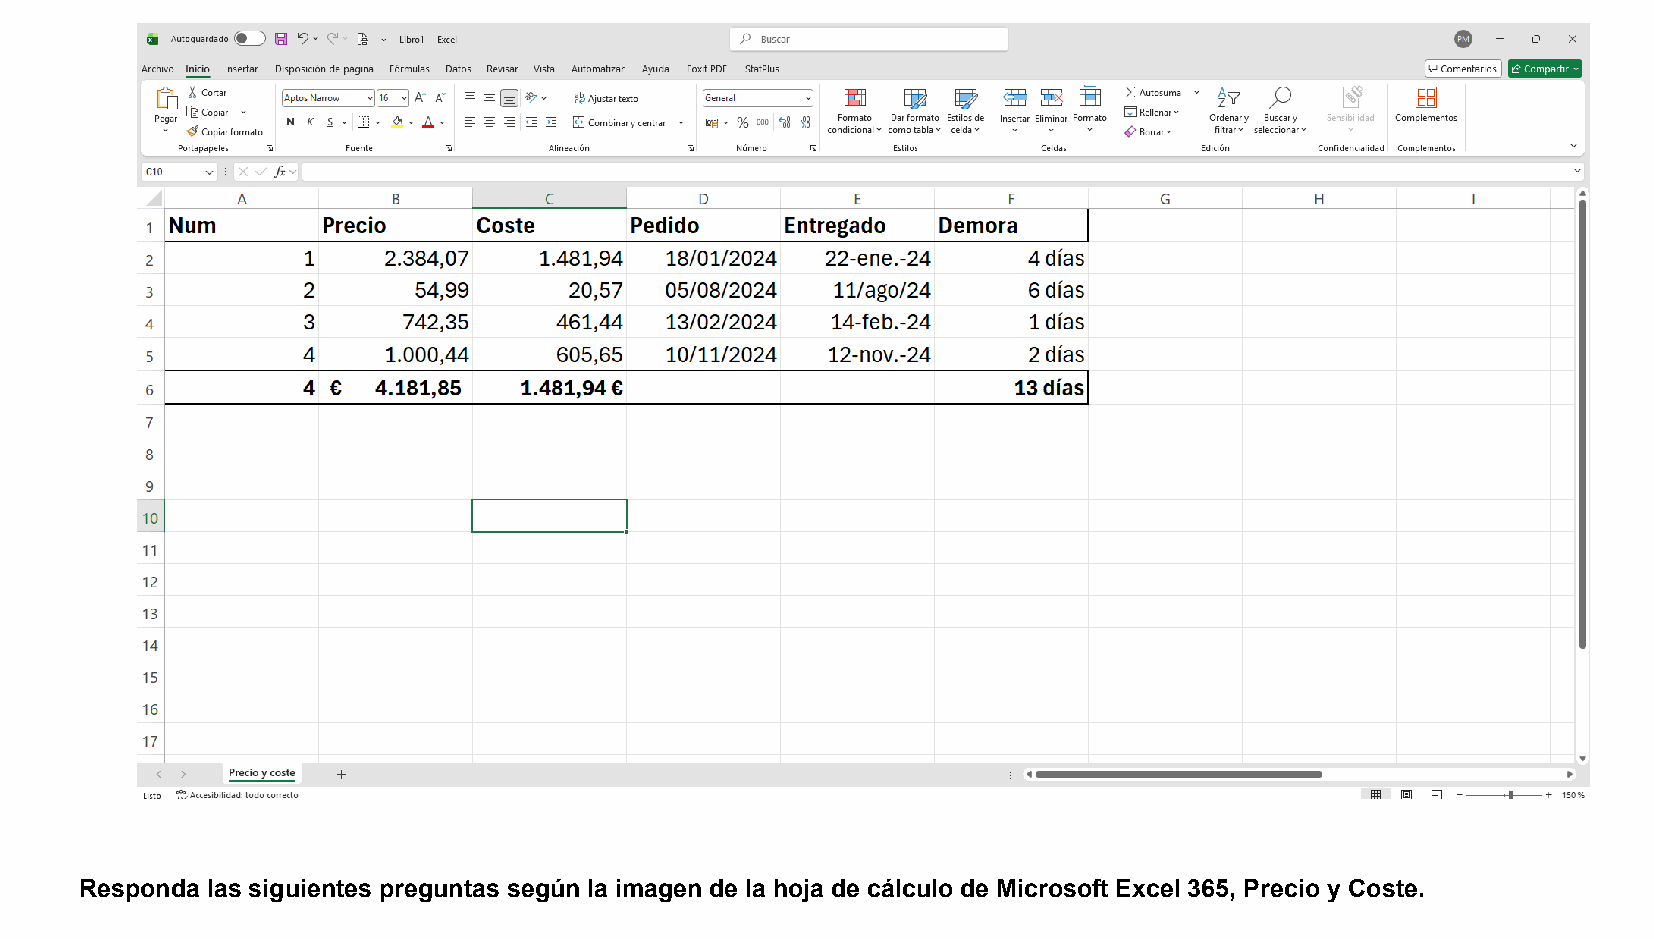 Autoguardado Libro1 Excel Buscar PM
Archivo Inicio Insertar Disposición de página Fórmulas Datos Revisar Vista Automatizar Ayuda Foxit PDF StatPlus Comentarios Compartir
Pegar Cortar Copiar Copiar formato
Portapapeles
Aptos Narrow 16 A A
N K S A
Fuente
Ajustar texto
Combinar y centrar
Alineación
General
% 000
Número
Formato condicional Dar formato como tabla Estilos de celda
Estilos
Insertar Eliminar Formato
Celdas
Autosuma
Rellenar
Borrar
Ordenar y filtrar Buscar y seleccionar
Edición
Sensibilidad
Confidencialidad
Complementos
Complementos
C10 fx
A B C D E F G H I
1 Num Precio Coste Pedido Entregado Demora
2 1 2.384,07 1.481,94 18/01/2024 22-ene.-24 4 días
3 2 54,99 20,57 05/08/2024 11/ago/24 6 días
4 3 742,35 461,44 13/02/2024 14-feb.-24 1 días
5 4 1.000,44 605,65 10/11/2024 12-nov.-24 2 días
6 4 € 4.181,85 1.481,94 € 13 días
7
8
9
10
11
12
13
14
15
16
17
Precio y coste +
Listo Accesibilidad: todo correcto 150 %
Responda las siguientes preguntas según la imagen de la hoja de cálculo de Microsoft Excel 365, Precio y Coste.